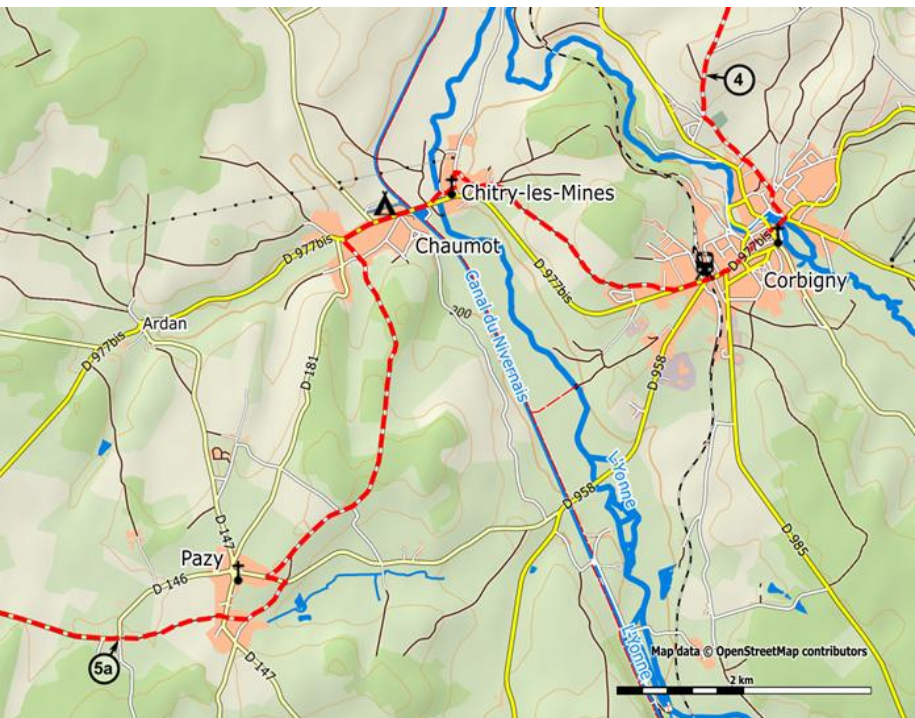 4
Chitry-les-Mines
D-977bis
Chaumot
D-977bis
Corbigny
Canal du Nivernais
D-977bis
200
Ardan
D-977bis
D-181
D-958
L'Yonne
D-958
D-147
D-985
Pazy
D-146
L'Yonne
Map data © OpenStreetMap contributors
5a
D-147
2 km